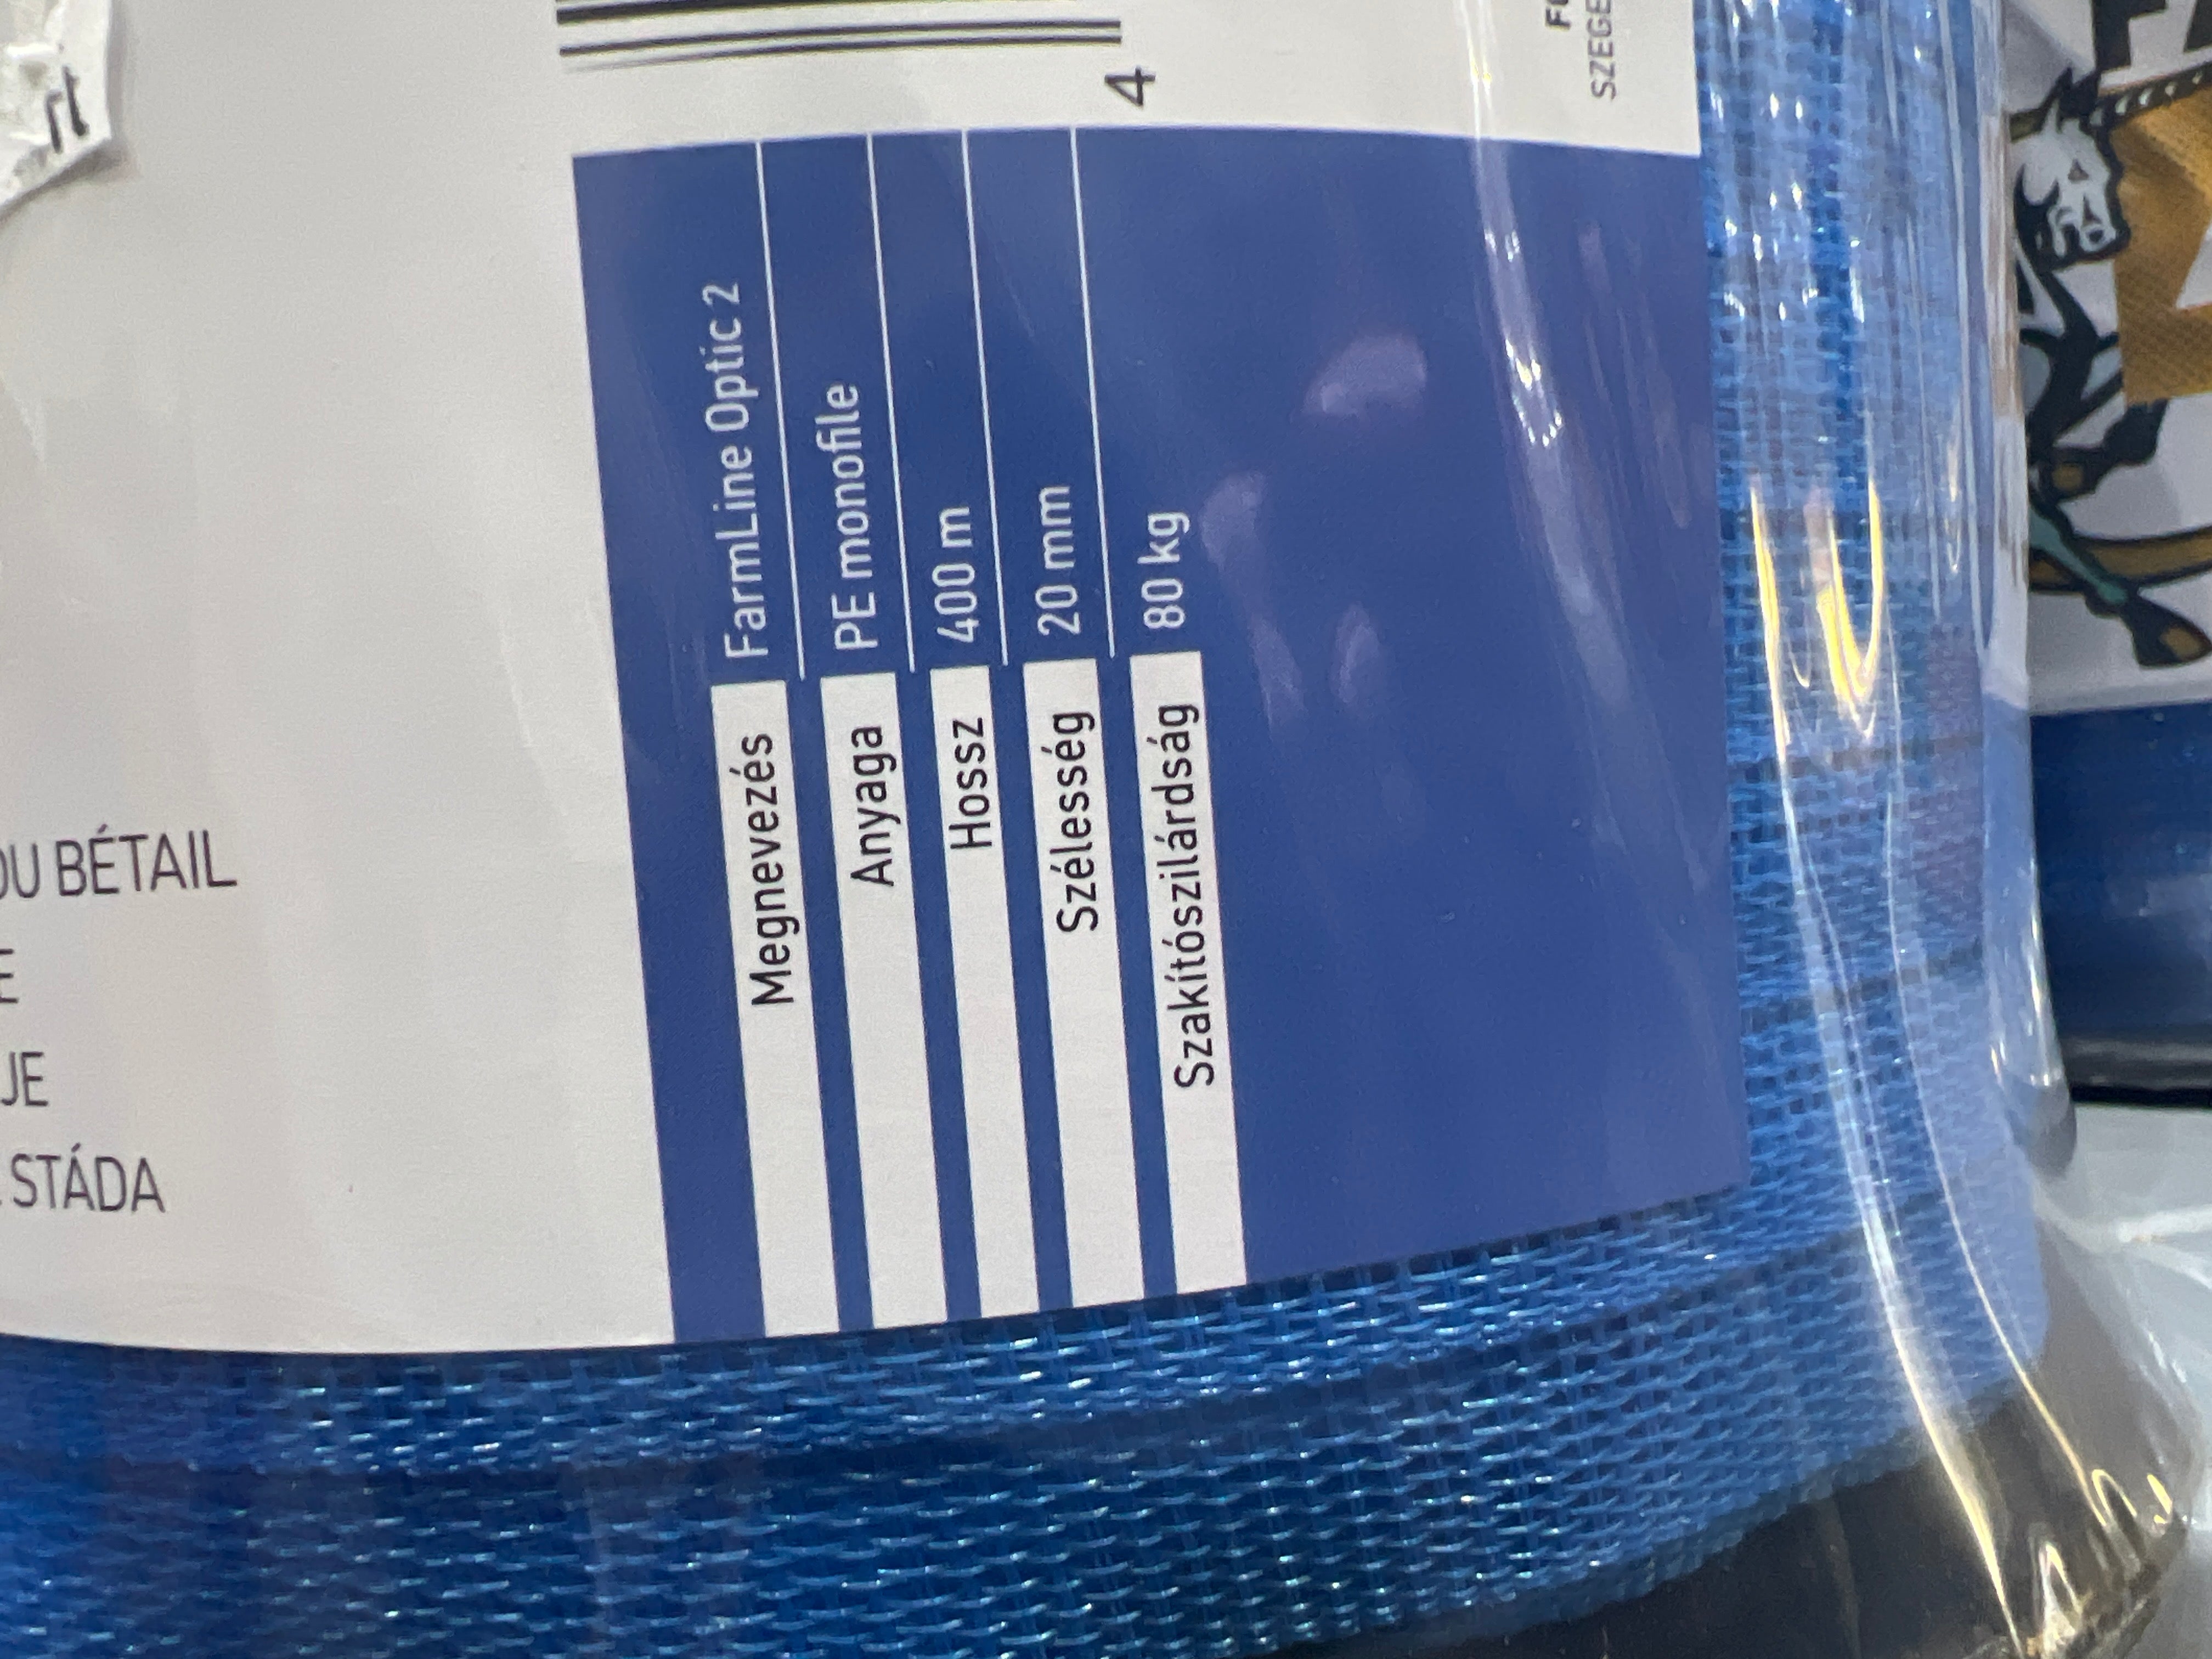 DU BÉTAIL
JE
STÁDA
4
SZEGE
Megnevezés FarmLine Optic 2
Anyaga PE monofile
Hossz 400 m
Szélesség 20 mm
Szakítószilárdság 80 kg